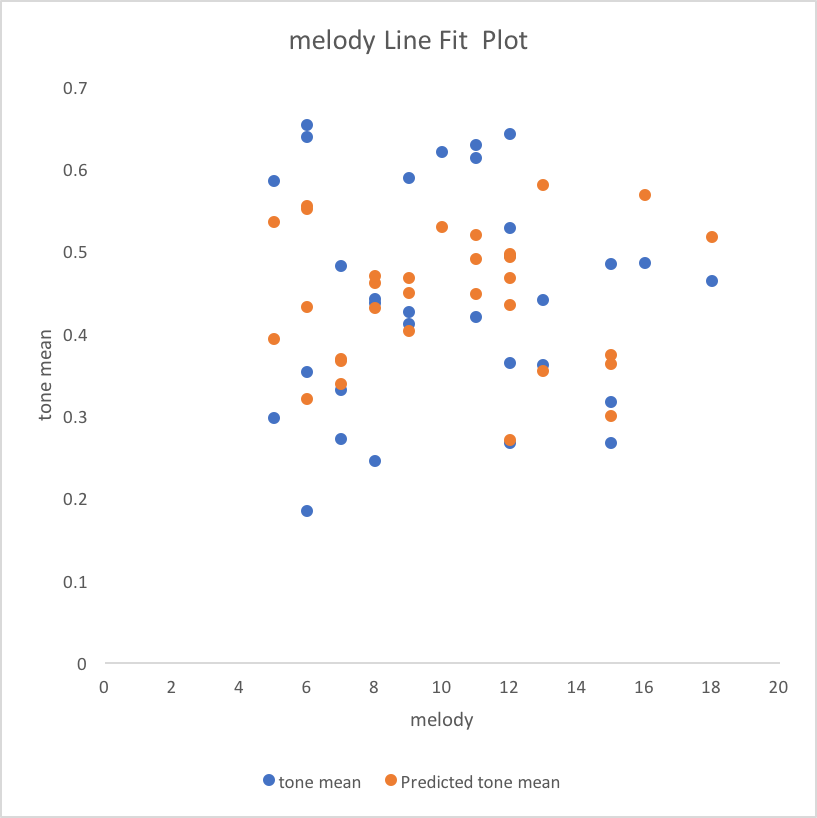 melody Line Fit  Plot
0.7
0.6
0.5
0.4
0.3
0.2
0.1
0
tone mean
0 2 4 6 8 10 12 14 16 18 20
melody
tone mean Predicted tone mean